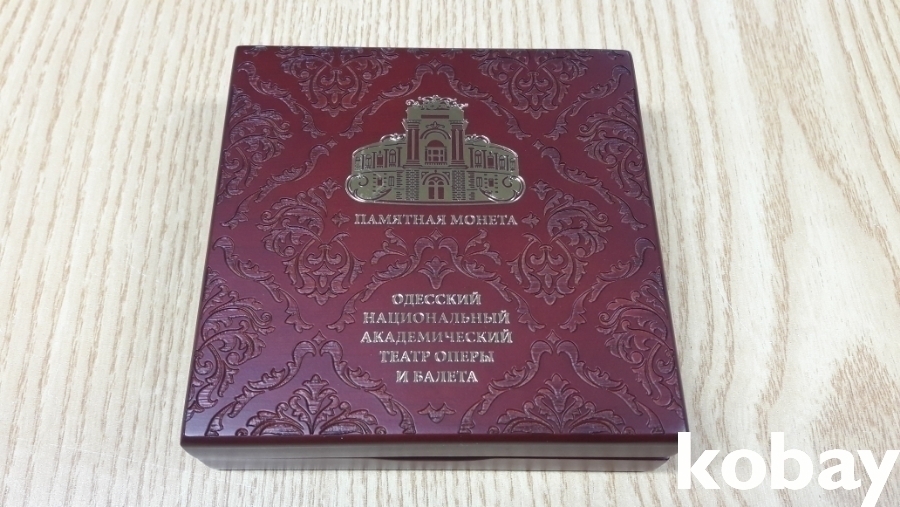 ПАМЯТНАЯ МОНЕТА
ОДЕССКИЙ
НАЦИОНАЛЬНЫЙ
АКАДЕМИЧЕСКИЙ
ТЕАТР ОПЕРЫ
И БАЛЕТА
kobay